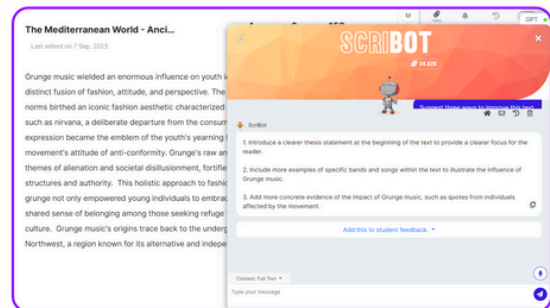 The Mediterranean World - Anci...
Last edited on 7 Sep, 2023
M
GPT
Grunge music wielded an enormous influence on youth
distinct fusion of fashion, attitude, and perspective. The
norms birthed an iconic fashion aesthetic characterized
such as nirvana, a deliberate departure from the consum
expression became the emblem of the youth's yearning
movement's attitude of anti-conformity. Grunge's raw an
themes of alienation and societal disillusionment, fortifie
structures and authority. This holistic approach to fashi
grunge not only empowered young individuals to embrac
shared sense of belonging among those seeking refuge
culture. Grunge music's origins trace back to the underg
Northwest, a region known for its alternative and indepe
SCRIBOT
34.828
Suggest three ways to improve this text
ScriBot
1. Introduce a clearer thesis statement at the beginning of the text to provide a clearer focus for the
reader.
2. Include more examples of specific bands and songs within the text to illustrate the influence of
Grunge music.
3. Add more concrete evidence of the impact of Grunge music, such as quotes from individuals
affected by the movement.
Add this to student feedback.
Context: Full Text
Type your message